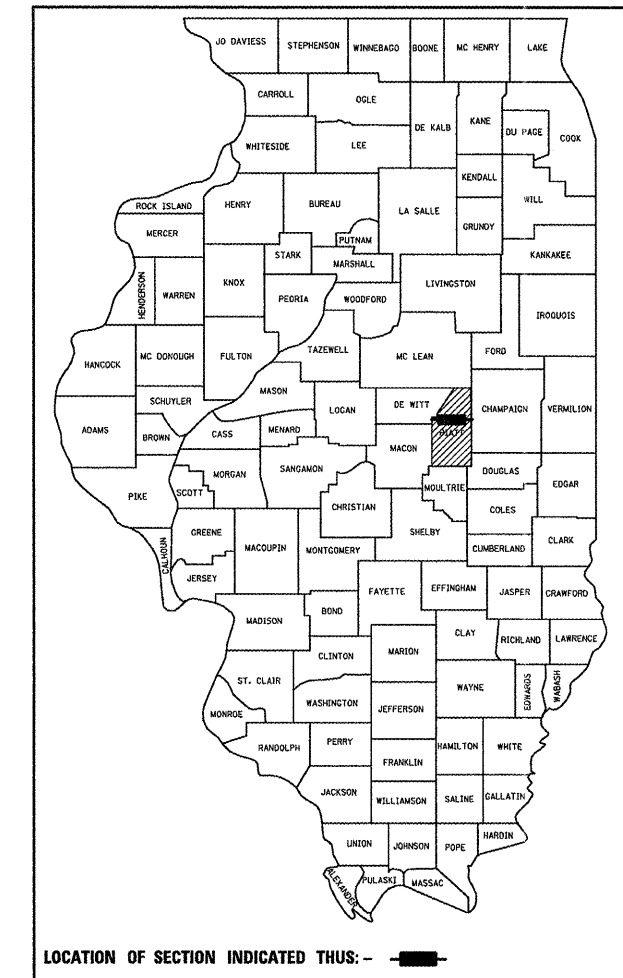 JO DAVIESS
STEPHENSON
WINNEBAGO
BOONE
MC HENRY
LAKE
CARROLL
OGLE
DE KALB
KANE
DU PAGE
COOK
WHITESIDE
LEE
KENDALL
WILL
ROCK ISLAND
HENRY
BUREAU
LA SALLE
GRUNDY
MERCER
PUTNAM
STARK
MARSHALL
KANKAKEE
HENDERSON
WARREN
KNOX
PEORIA
WOODFORD
LIVINGSTON
IROQUOIS
HANCOCK
MC DONOUGH
FULTON
TAZEWELL
MC LEAN
FORD
SCHUYLER
MASON
LOGAN
DE WITT
CHAMPAIGN
VERMILION
ADAMS
BROWN
CASS
MENARD
PIATT
MACON
PIKE
SCOTT
MORGAN
SANGAMON
CHRISTIAN
MOULTRIE
DOUGLAS
EDGAR
COLES
CALHOUN
GREENE
JERSEY
MACOUPIN
MONTGOMERY
SHELBY
CUMBERLAND
CLARK
MADISON
BOND
FAYETTE
EFFINGHAM
JASPER
CRAWFORD
CLINTON
MARION
CLAY
RICHLAND
LAWRENCE
ST. CLAIR
WASHINGTON
JEFFERSON
WAYNE
EDWARDS
WABASH
MONROE
RANDOLPH
PERRY
FRANKLIN
HAMILTON
WHITE
JACKSON
WILLIAMSON
SALINE
GALLATIN
UNION
JOHNSON
POPE
HARDIN
ALEXANDER
PULASKI
MASSAC
LOCATION OF SECTION INDICATED THUS:-